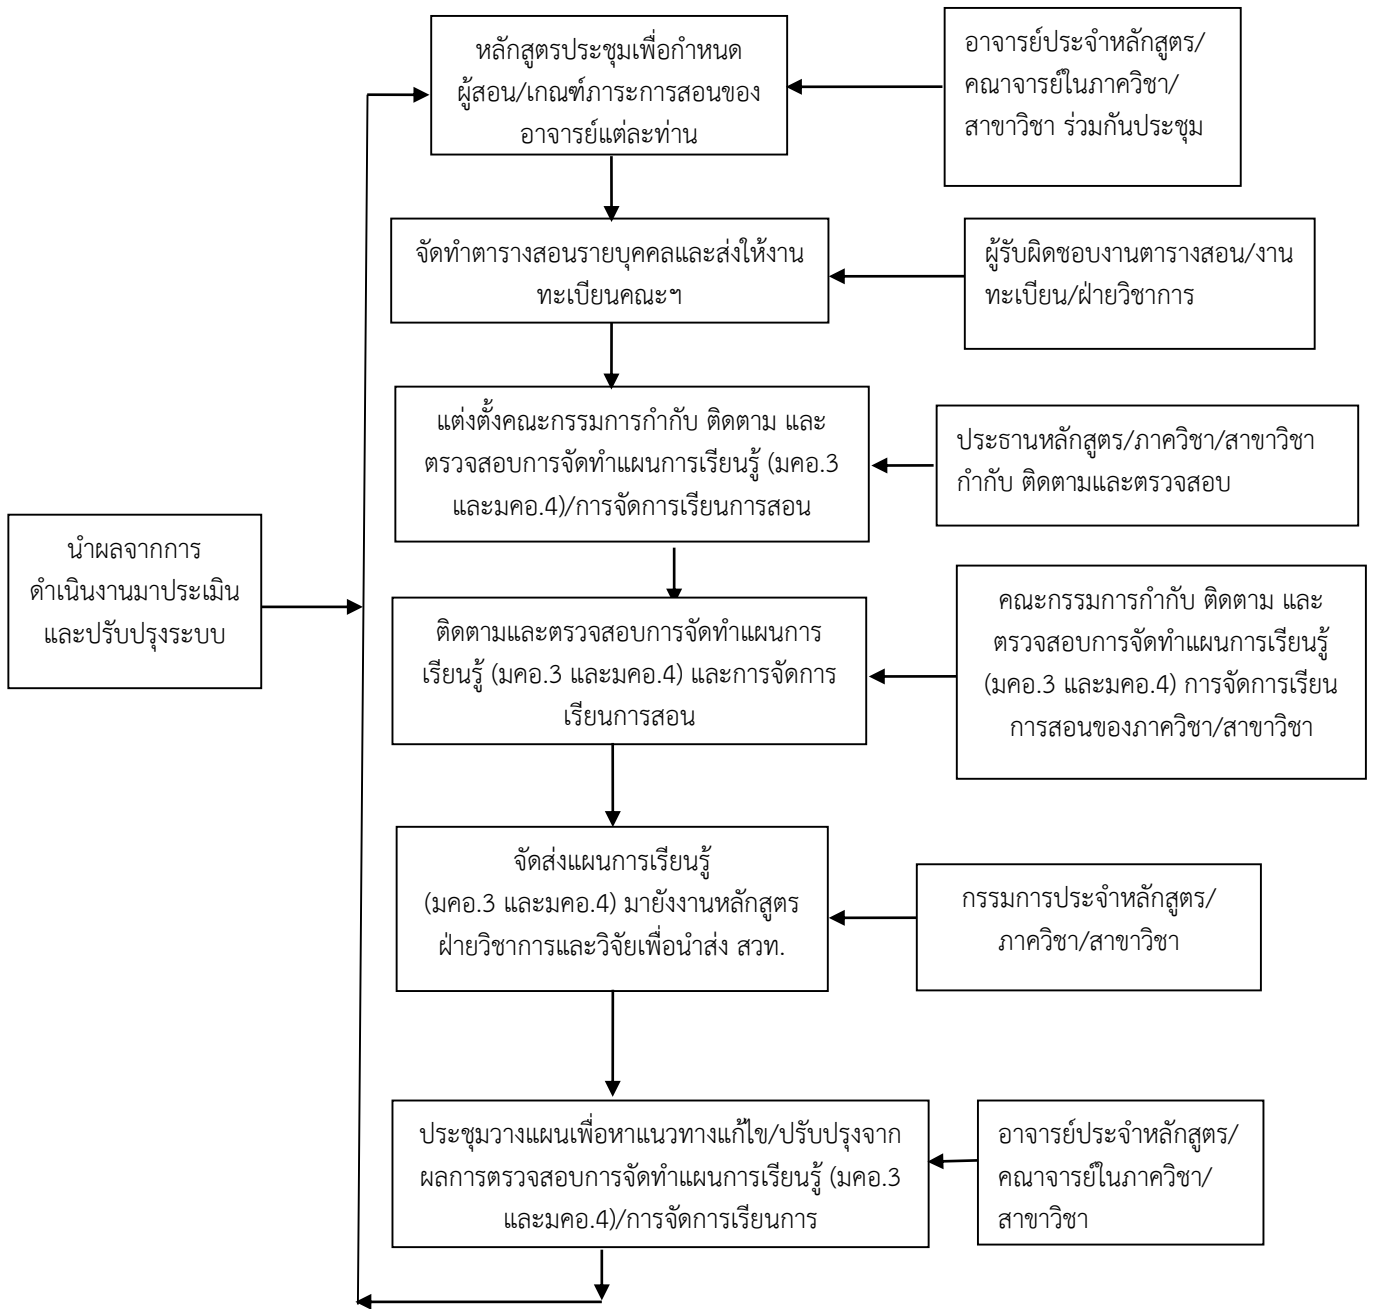 หลักสูตรประชุมเพื่อกำหนด
ผู้สอน/เกณฑ์ภาระการสอนของ
อาจารย์แต่ละท่าน
อาจารย์ประจำหลักสูตร/
คณาจารย์ในภาควิชา/
สาขาวิชา ร่วมกันประชุม
จัดทำตารางสอนรายบุคคลและส่งให้งาน
ทะเบียนคณะฯ
ผู้รับผิดชอบงานตารางสอน/งาน
ทะเบียน/ฝ่ายวิชาการ
แต่งตั้งคณะกรรมการกำกับ ติดตาม และ
ตรวจสอบการจัดทำแผนการเรียนรู้ (มคอ.3
และมคอ.4)/การจัดการเรียนการสอน
ประธานหลักสูตร/ภาควิชา/สาขาวิชา
กำกับ ติดตามและตรวจสอบ
นำผลจากการ
ดำเนินงานมาประเมิน
และปรับปรุงระบบ
ติดตามและตรวจสอบการจัดทำแผนการ
เรียนรู้ (มคอ.3 และมคอ.4) และการจัดการ
เรียนการสอน
คณะกรรมการกำกับ ติดตาม และ
ตรวจสอบการจัดทำแผนการเรียนรู้
(มคอ.3 และมคอ.4) การจัดการเรียน
การสอนของภาควิชา/สาขาวิชา
จัดส่งแผนการเรียนรู้
(มคอ.3 และมคอ.4) มายังงานหลักสูตร
ฝ่ายวิชาการและวิจัยเพื่อนำส่ง สวท.
กรรมการประจำหลักสูตร/
ภาควิชา/สาขาวิชา
ประชุมวางแผนเพื่อหาแนวทางแก้ไข/ปรับปรุงจาก
ผลการตรวจสอบการจัดทำแผนการเรียนรู้ (มคอ.3
และมคอ.4)/การจัดการเรียนการ
อาจารย์ประจำหลักสูตร/
คณาจารย์ในภาควิชา/
สาขาวิชา